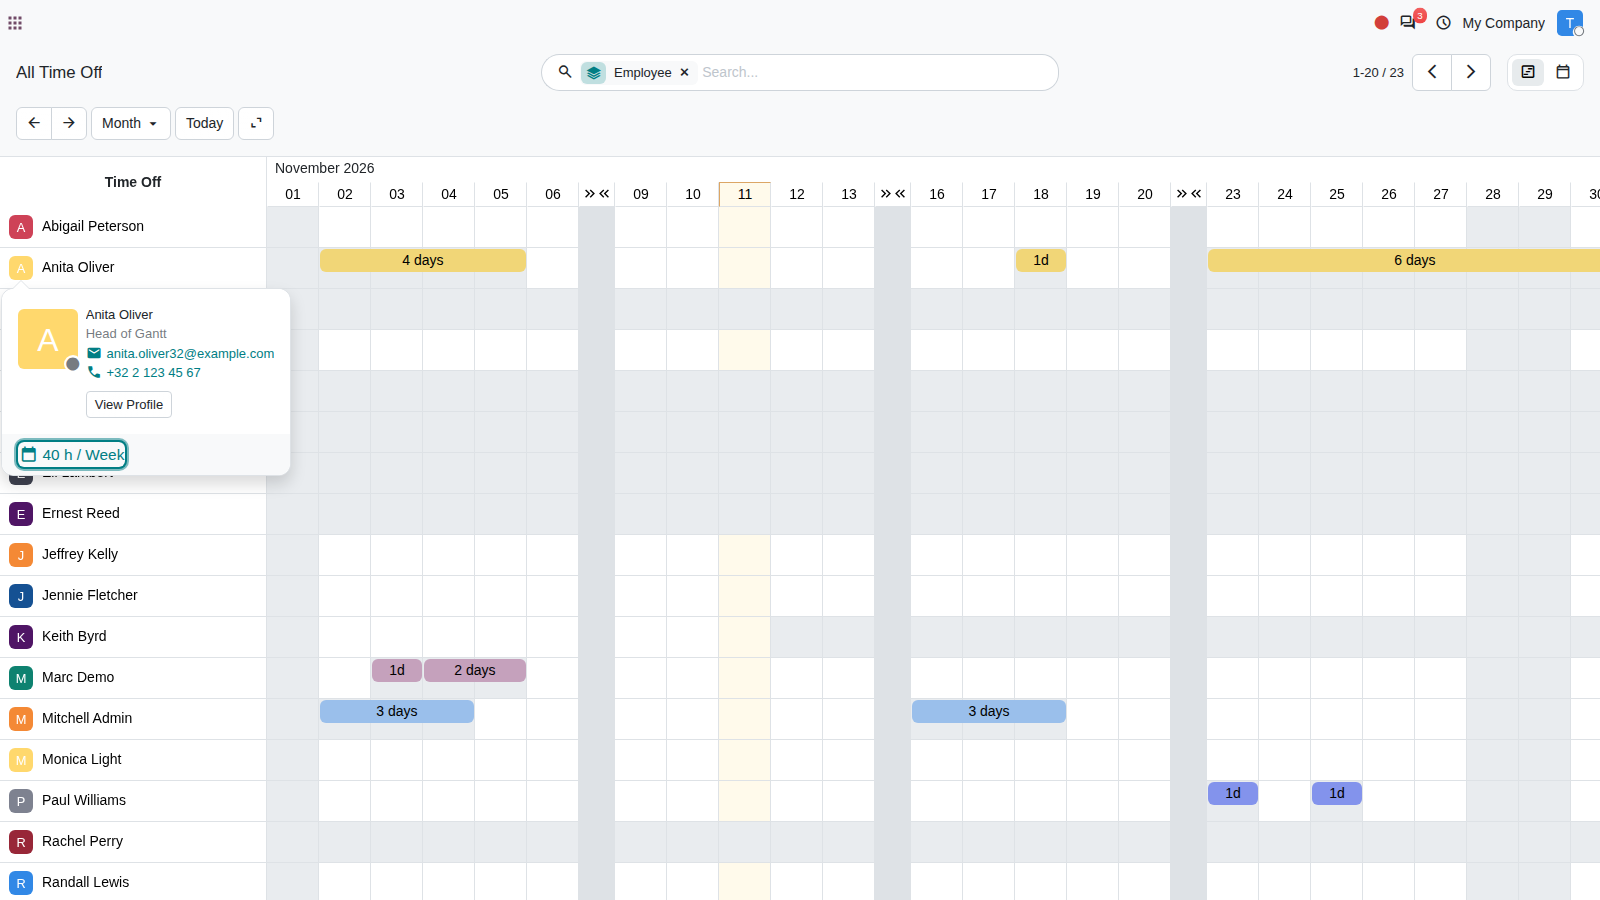 3
My Company
T
All Time Off
Employee
Search...
1-20 / 23
Month
Today
Time Off
November 2026
01 02 03 04 05 06 09 10 11 12 13 16 17 18 19 20 23 24 25 26 27 28 29 30
A Abigail Peterson
A Anita Oliver
4 days 1d 6 days
A
Anita Oliver
Head of Gantt
anita.oliver32@example.com
+32 2 123 45 67
View Profile
40 h / Week
E Ernest Reed
J Jeffrey Kelly
J Jennie Fletcher
K Keith Byrd
M Marc Demo
1d 2 days
M Mitchell Admin
3 days 3 days
M Monica Light
P Paul Williams
1d 1d
R Rachel Perry
R Randall Lewis